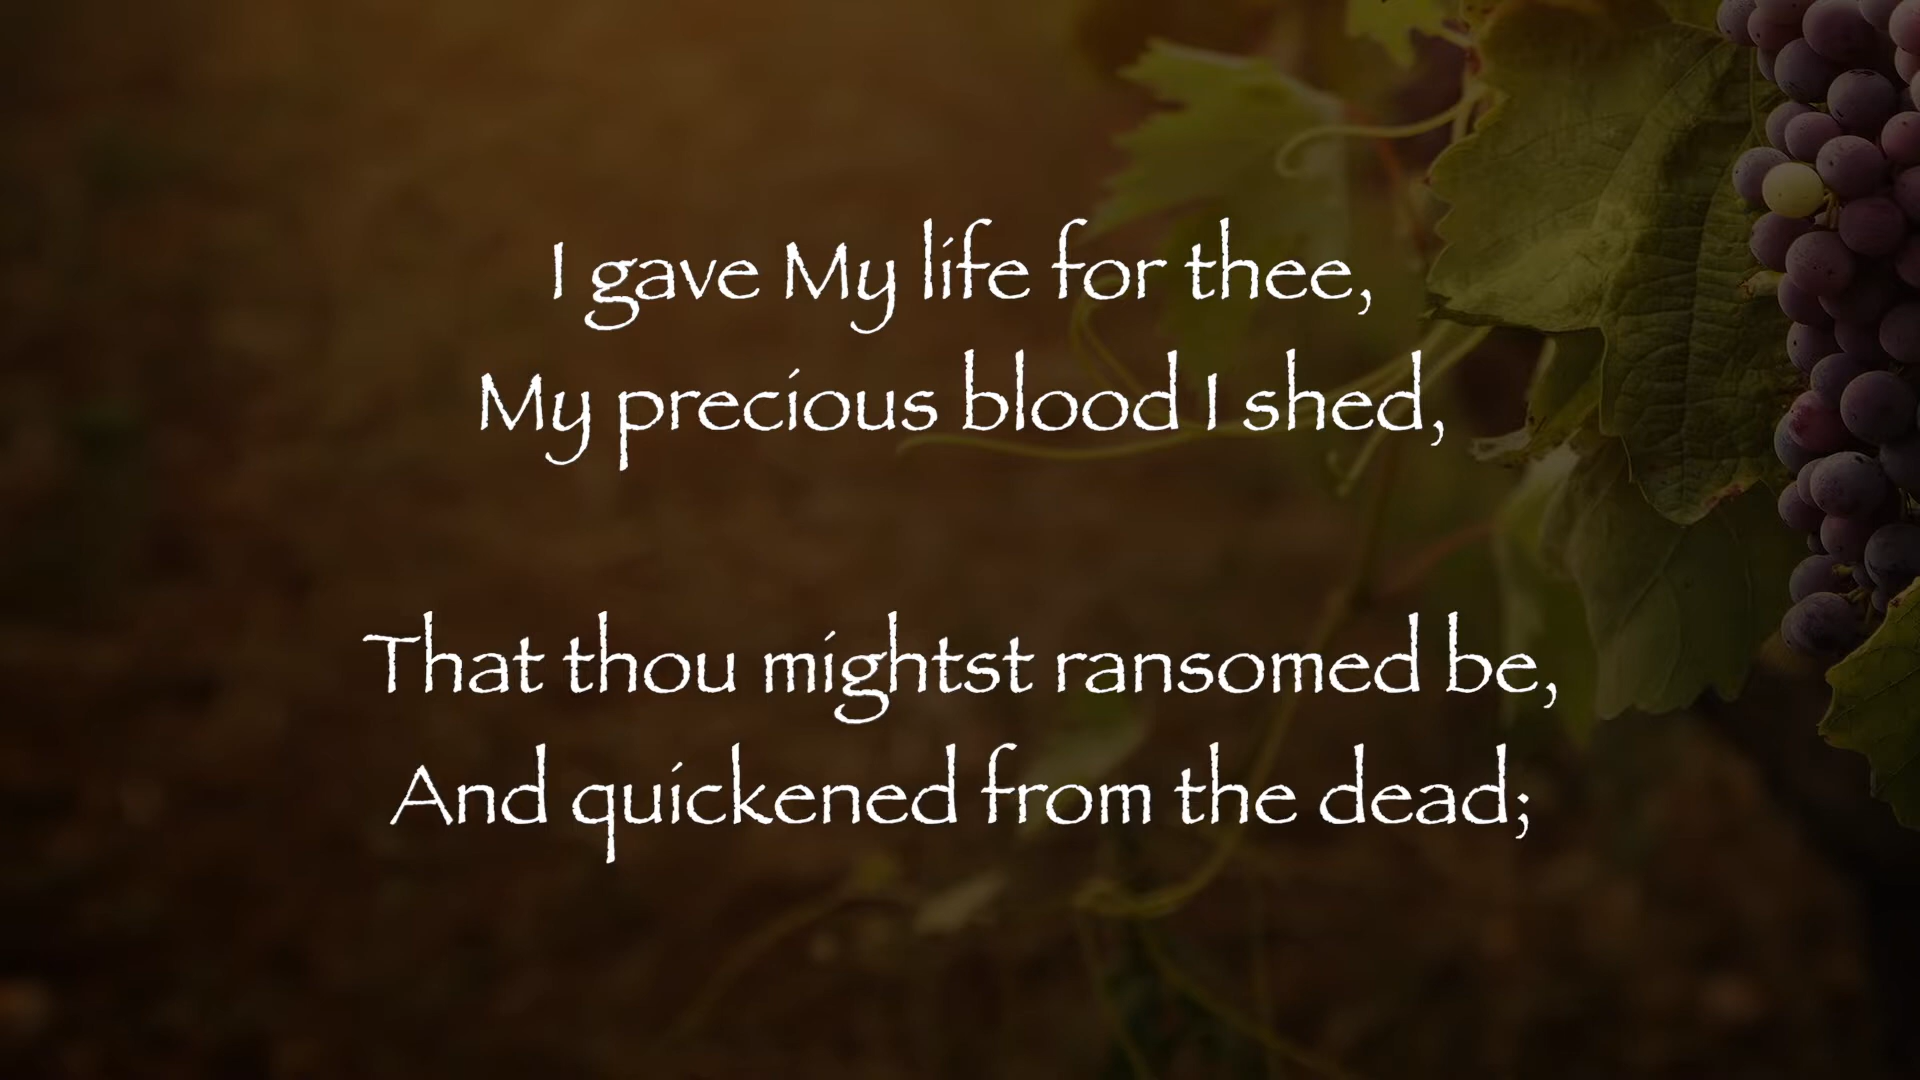 I gave My life for thee,
My precious blood I shed,
That thou mightst ransomed be,
And quickened from the dead;